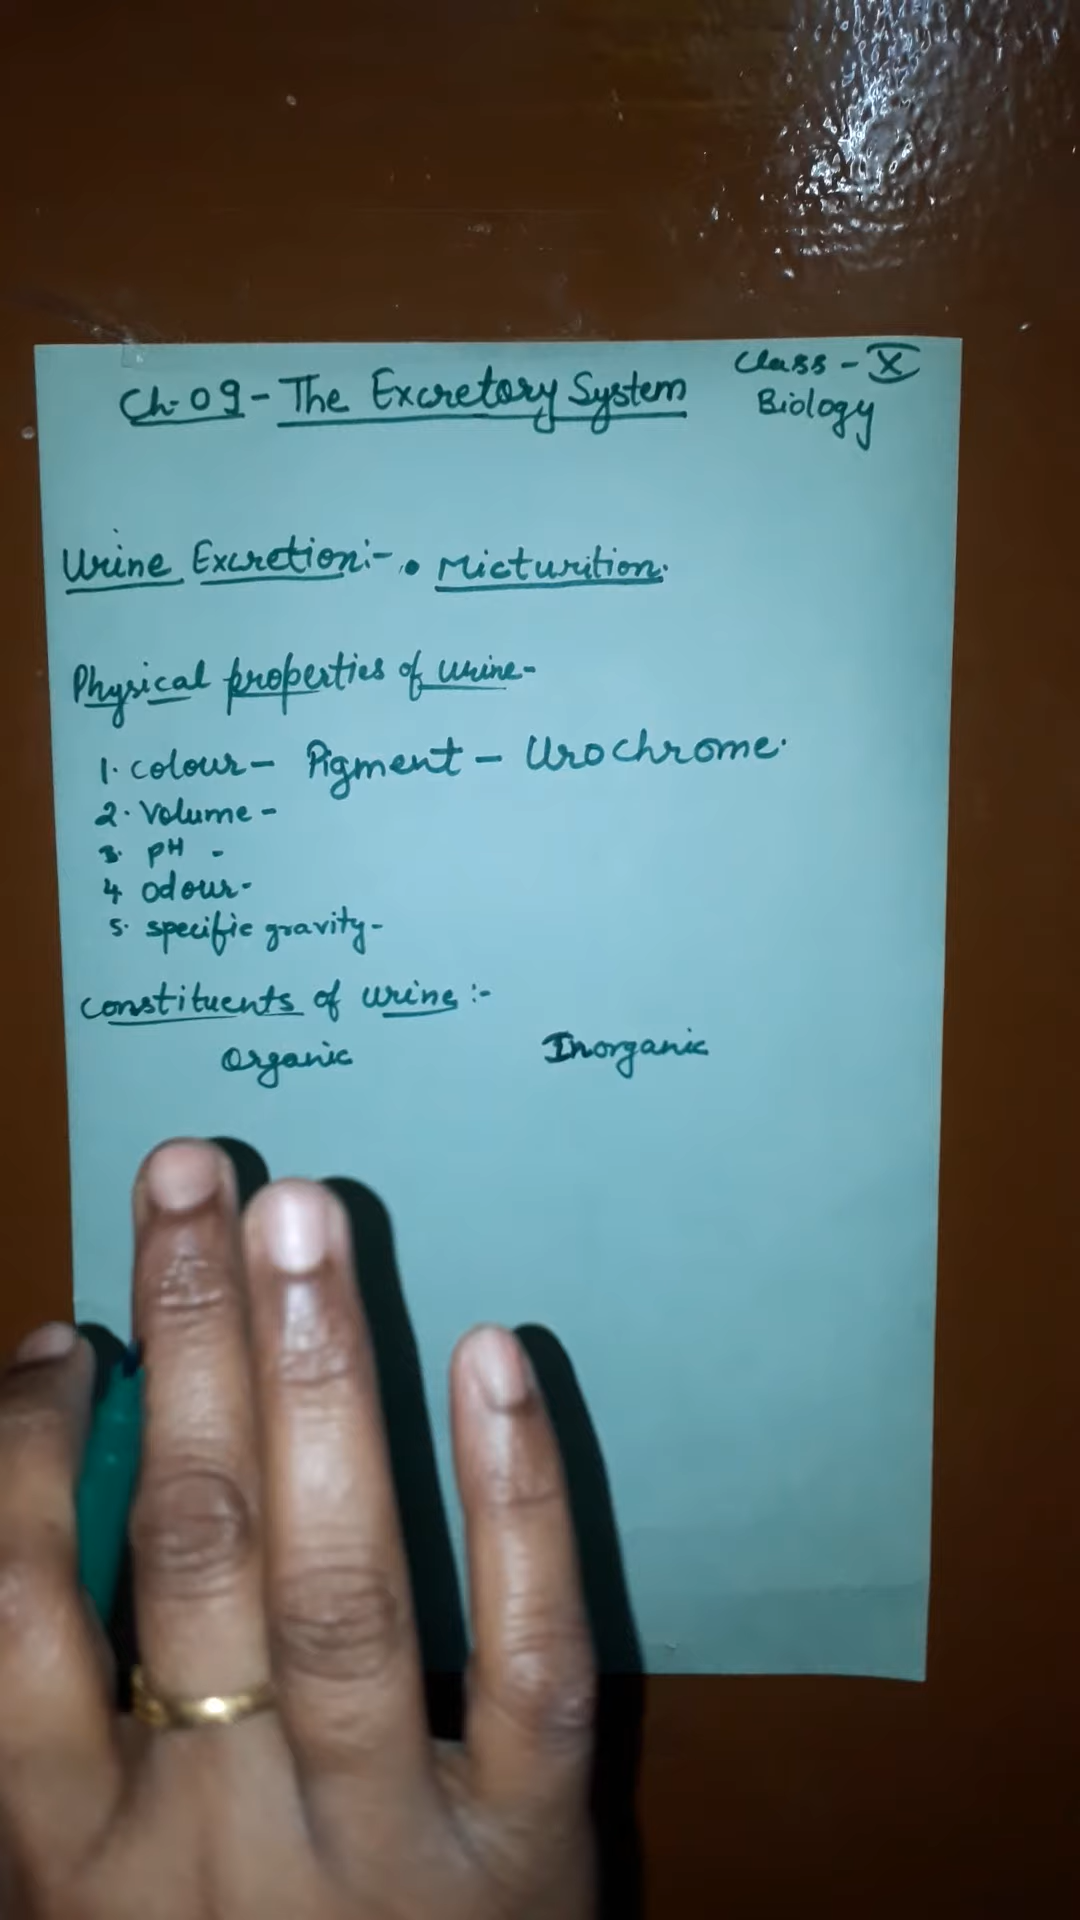 Ch-09-The Excretory System
Class - X
Biology
Urine Excretion:- • Micturition.
Physical properties of urine-
1. colour - Pigment - Urochrome.
2. Volume -
3. pH -
4 odour-
5. specific gravity-
constituents of urine :-
Organic Inorganic